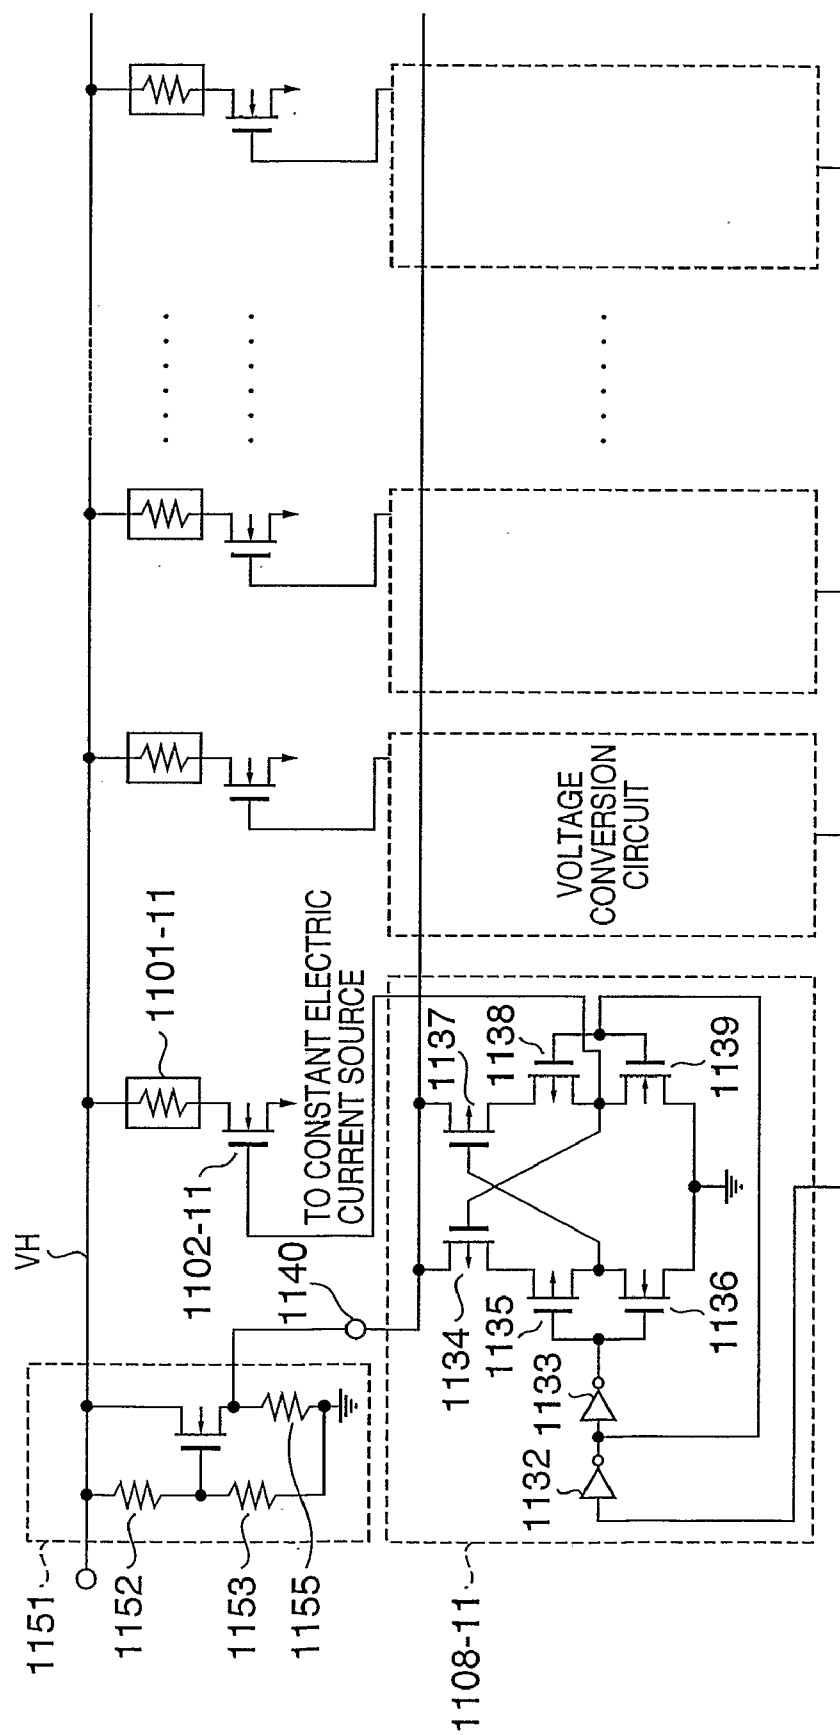 VH
1151
1152
1153
1155
1140
1102-11
1101-11
TO CONSTANT ELECTRIC
CURRENT SOURCE
1108-11
1132
1133
1134
1135
1136
1137
1138
1139
VOLTAGE
CONVERSION
CIRCUIT